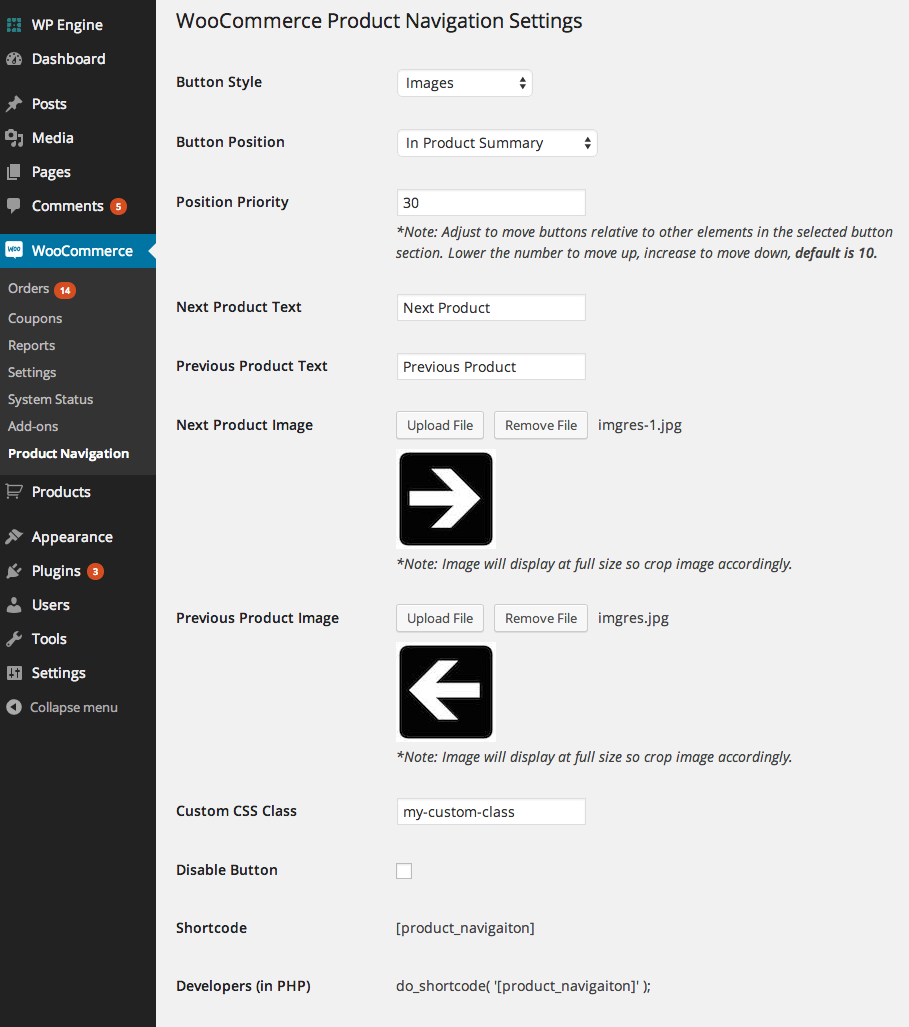 WP Engine
Dashboard
Posts
Media
Pages
Comments 5
WOO WooCommerce
Orders 14
Coupons
Reports
Settings
System Status
Add-ons
Product Navigation
Products
Appearance
Plugins 3
Users
Tools
Settings
Collapse menu
WooCommerce Product Navigation Settings
Button Style Images
Button Position In Product Summary
Position Priority 30
*Note: Adjust to move buttons relative to other elements in the selected button
section. Lower the number to move up, increase to move down, default is 10.
Next Product Text Next Product
Previous Product Text Previous Product
Next Product Image Upload File Remove File imgres-1.jpg
*Note: Image will display at full size so crop image accordingly.
Previous Product Image Upload File Remove File imgres.jpg
*Note: Image will display at full size so crop image accordingly.
Custom CSS Class my-custom-class
Disable Button
Shortcode [product_navigaiton]
Developers (in PHP) do_shortcode( '[product_navigaiton]' );